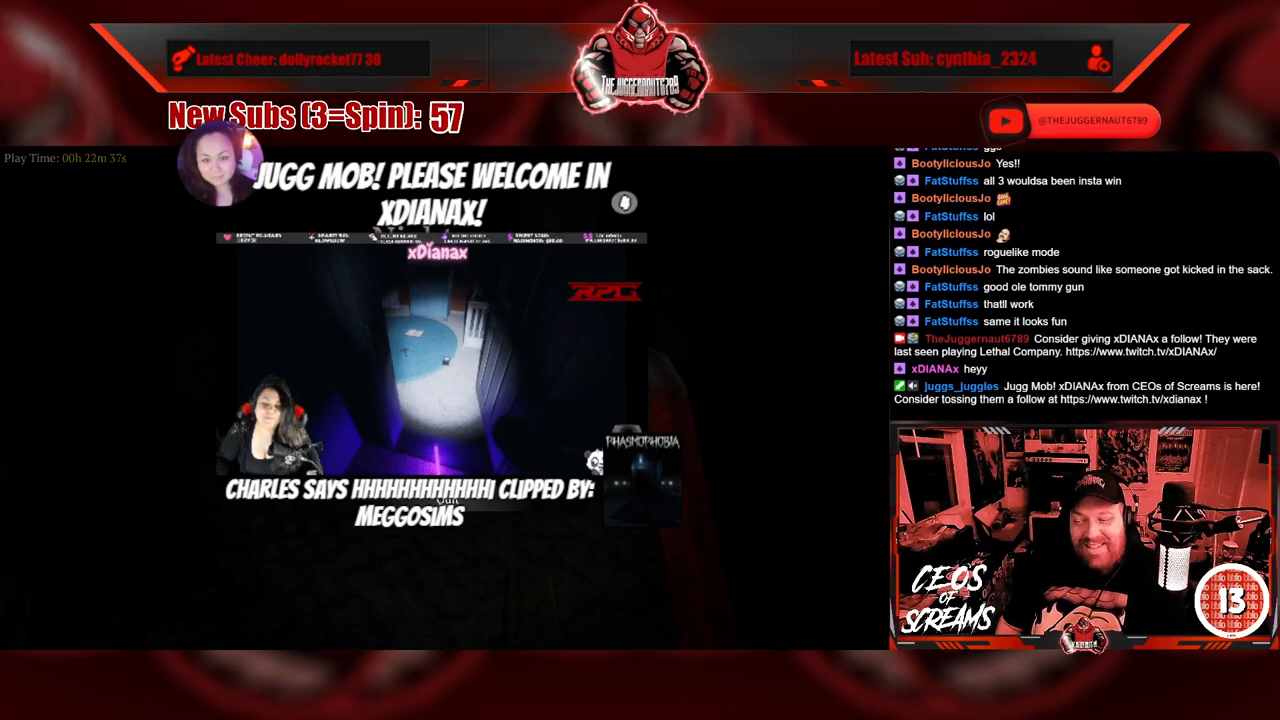 Latest Cheer: dollyrocket77 30
THEJUGGERNAUT6789
Latest Sub: cynthia_2324
New Subs (3=Spin): 57
@THEJUGGERNAUT6789
Play Time: 00h 22m 37s
JUGG MOB! PLEASE WELCOME IN
XDIANAX!
xDianax
RPG
PHASMOPHOBIA
CHARLES SAYS HHHHHHHHHHHHI CLIPPED BY:
MEGGOSIMS
Quit
FatStuffss ggs
BootyliciousJo Yes!!
FatStuffss all 3 wouldsa been insta win
BootyliciousJo
FatStuffss lol
BootyliciousJo
FatStuffss roguelike mode
BootyliciousJo The zombies sound like someone got kicked in the sack.
FatStuffss good ole tommy gun
FatStuffss thatll work
FatStuffss same it looks fun
TheJuggernaut6789 Consider giving xDIANAx a follow! They were
last seen playing Lethal Company. https://www.twitch.tv/xDIANAx/
xDIANAx heyy
juggs_juggles Jugg Mob! xDIANAx from CEOs of Screams is here!
Consider tossing them a follow at https://www.twitch.tv/xdianax !
CEOS
OF
SCREAMS
13